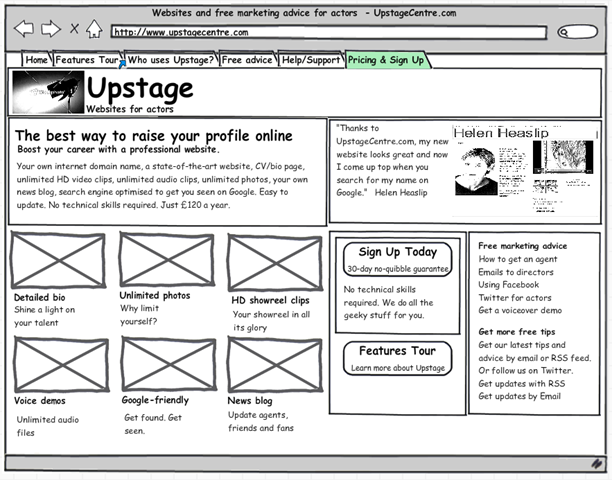 Websites and free marketing advice for actors - UpstageCentre.com
http://www.upstagecentre.com
Home
Features Tour
Who uses Upstage?
Free advice
Help/Support
Pricing & Sign Up
Upstage
Websites for actors
The best way to raise your profile online
Boost your career with a professional website.
Your own internet domain name, a state-of-the-art website, CV/bio page,
unlimited HD video clips, unlimited audio clips, unlimited photos, your own
news blog, search engine optimised to get you seen on Google. Easy to
update. No technical skills required. Just £120 a year.
"Thanks to
UpstageCentre.com, my new
website looks great and now
I come up top when you
search for my name on
Google." Helen Heaslip
Helen Heaslip
Detailed bio
Shine a light on
your talent
Unlimited photos
Why limit
yourself?
HD showreel clips
Your showreel in all
its glory
Voice demos
Unlimited audio
files
Google-friendly
Get found. Get
seen.
News blog
Update agents,
friends and fans
Sign Up Today
30-day no-quibble guarantee
No technical skills
required. We do all the
geeky stuff for you.
Features Tour
Learn more about Upstage
Free marketing advice
How to get an agent
Emails to directors
Using Facebook
Twitter for actors
Get a voiceover demo
Get more free tips
Get our latest tips and
advice by email or RSS feed.
Or follow us on Twitter.
Get updates with RSS
Get updates by Email